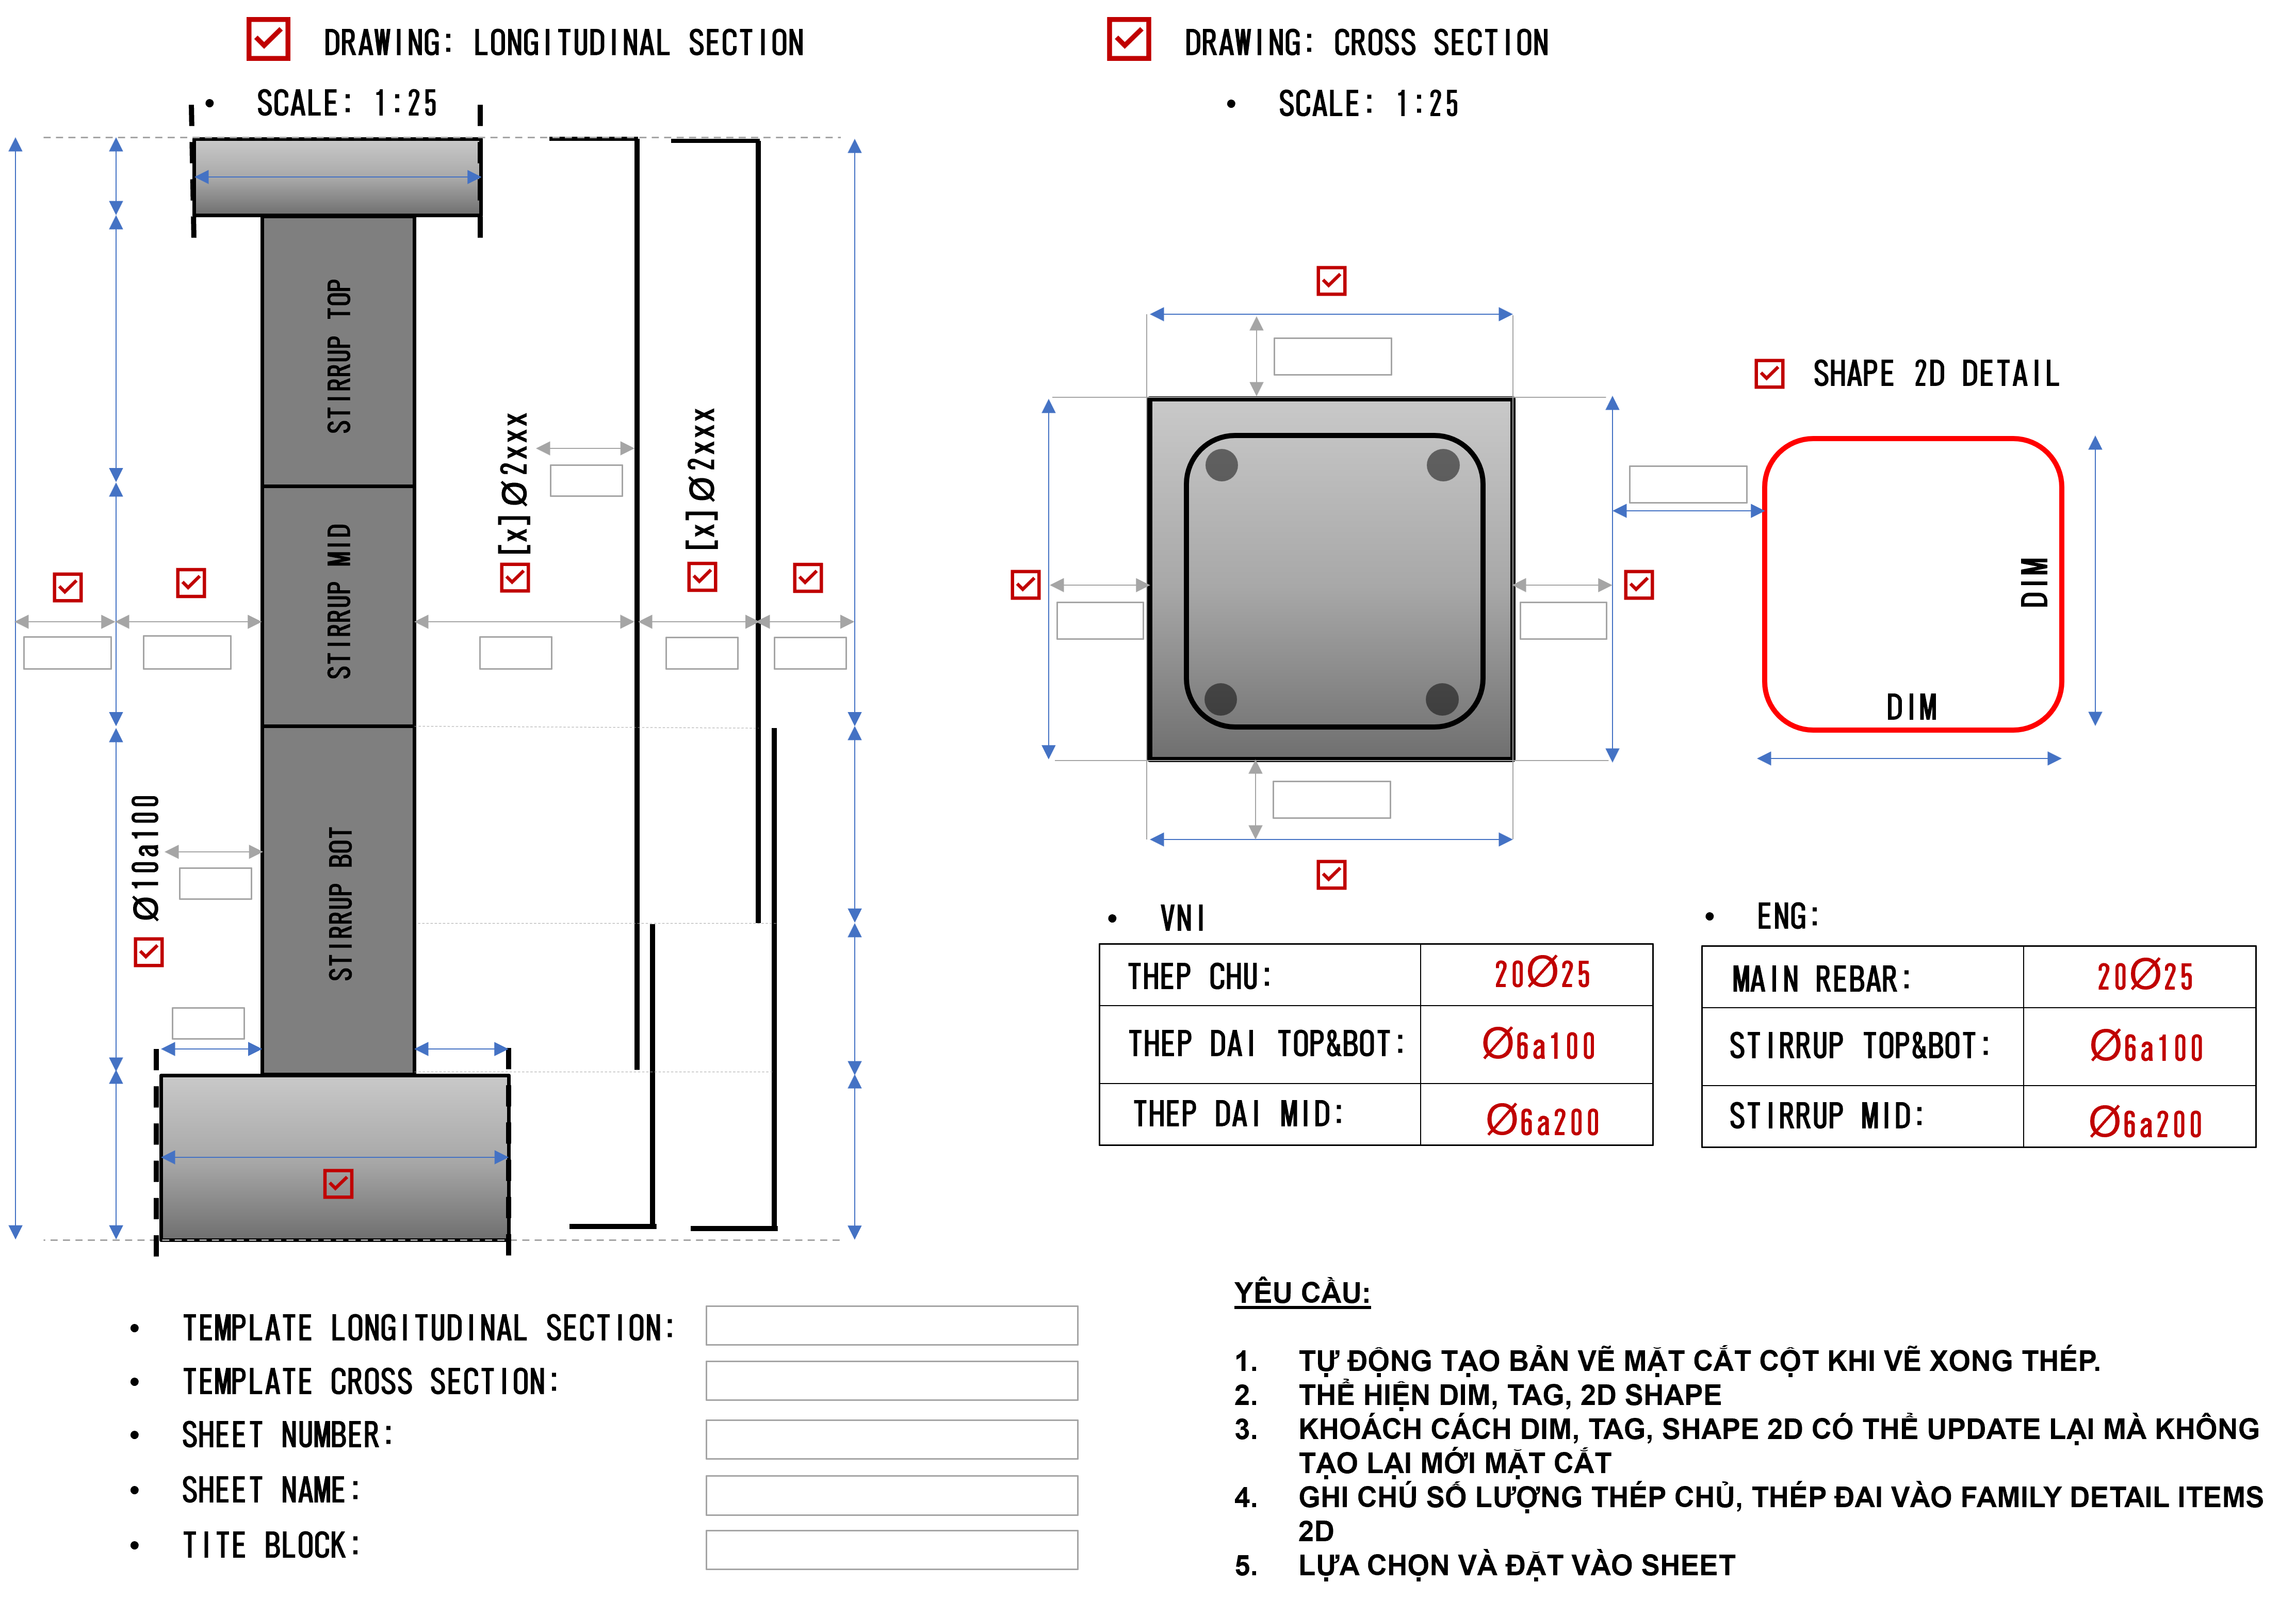 DRAWING: LONGITUDINAL SECTION
• SCALE: 1:25
STIRRUP TOP
STIRRUP MID
STIRRUP BOT
[x]Ø2xxx
[x]Ø2xxx
Ø10a100
DRAWING: CROSS SECTION
• SCALE: 1:25
SHAPE 2D DETAIL
DIM
DIM
• VNI
THEP CHU: 20Ø25
THEP DAI TOP&BOT: Ø6a100
THEP DAI MID: Ø6a200
• ENG:
MAIN REBAR: 20Ø25
STIRRUP TOP&BOT: Ø6a100
STIRRUP MID: Ø6a200
• TEMPLATE LONGITUDINAL SECTION:
• TEMPLATE CROSS SECTION:
• SHEET NUMBER:
• SHEET NAME:
• TITE BLOCK:
YÊU CẦU:
1. TỰ ĐỘNG TẠO BẢN VẼ MẶT CẮT CỘT KHI VẼ XONG THÉP.
2. THỂ HIỆN DIM, TAG, 2D SHAPE
3. KHOÁCH CÁCH DIM, TAG, SHAPE 2D CÓ THỂ UPDATE LẠI MÀ KHÔNG
TẠO LẠI MỚI MẶT CẮT
4. GHI CHÚ SỐ LƯỢNG THÉP CHỦ, THÉP ĐAI VÀO FAMILY DETAIL ITEMS
2D
5. LỰA CHỌN VÀ ĐẶT VÀO SHEET